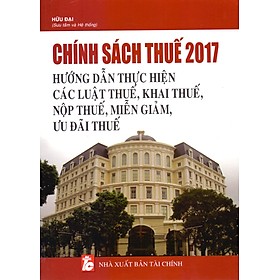 HỮU ĐẠI
(Sưu tầm và Hệ thống)
CHÍNH SÁCH THUẾ 2017
HƯỚNG DẪN THỰC HIỆN
CÁC LUẬT THUẾ, KHAI THUẾ,
NỘP THUẾ, MIỄN GIẢM,
ƯU ĐÃI THUẾ
NHÀ XUẤT BẢN TÀI CHÍNH